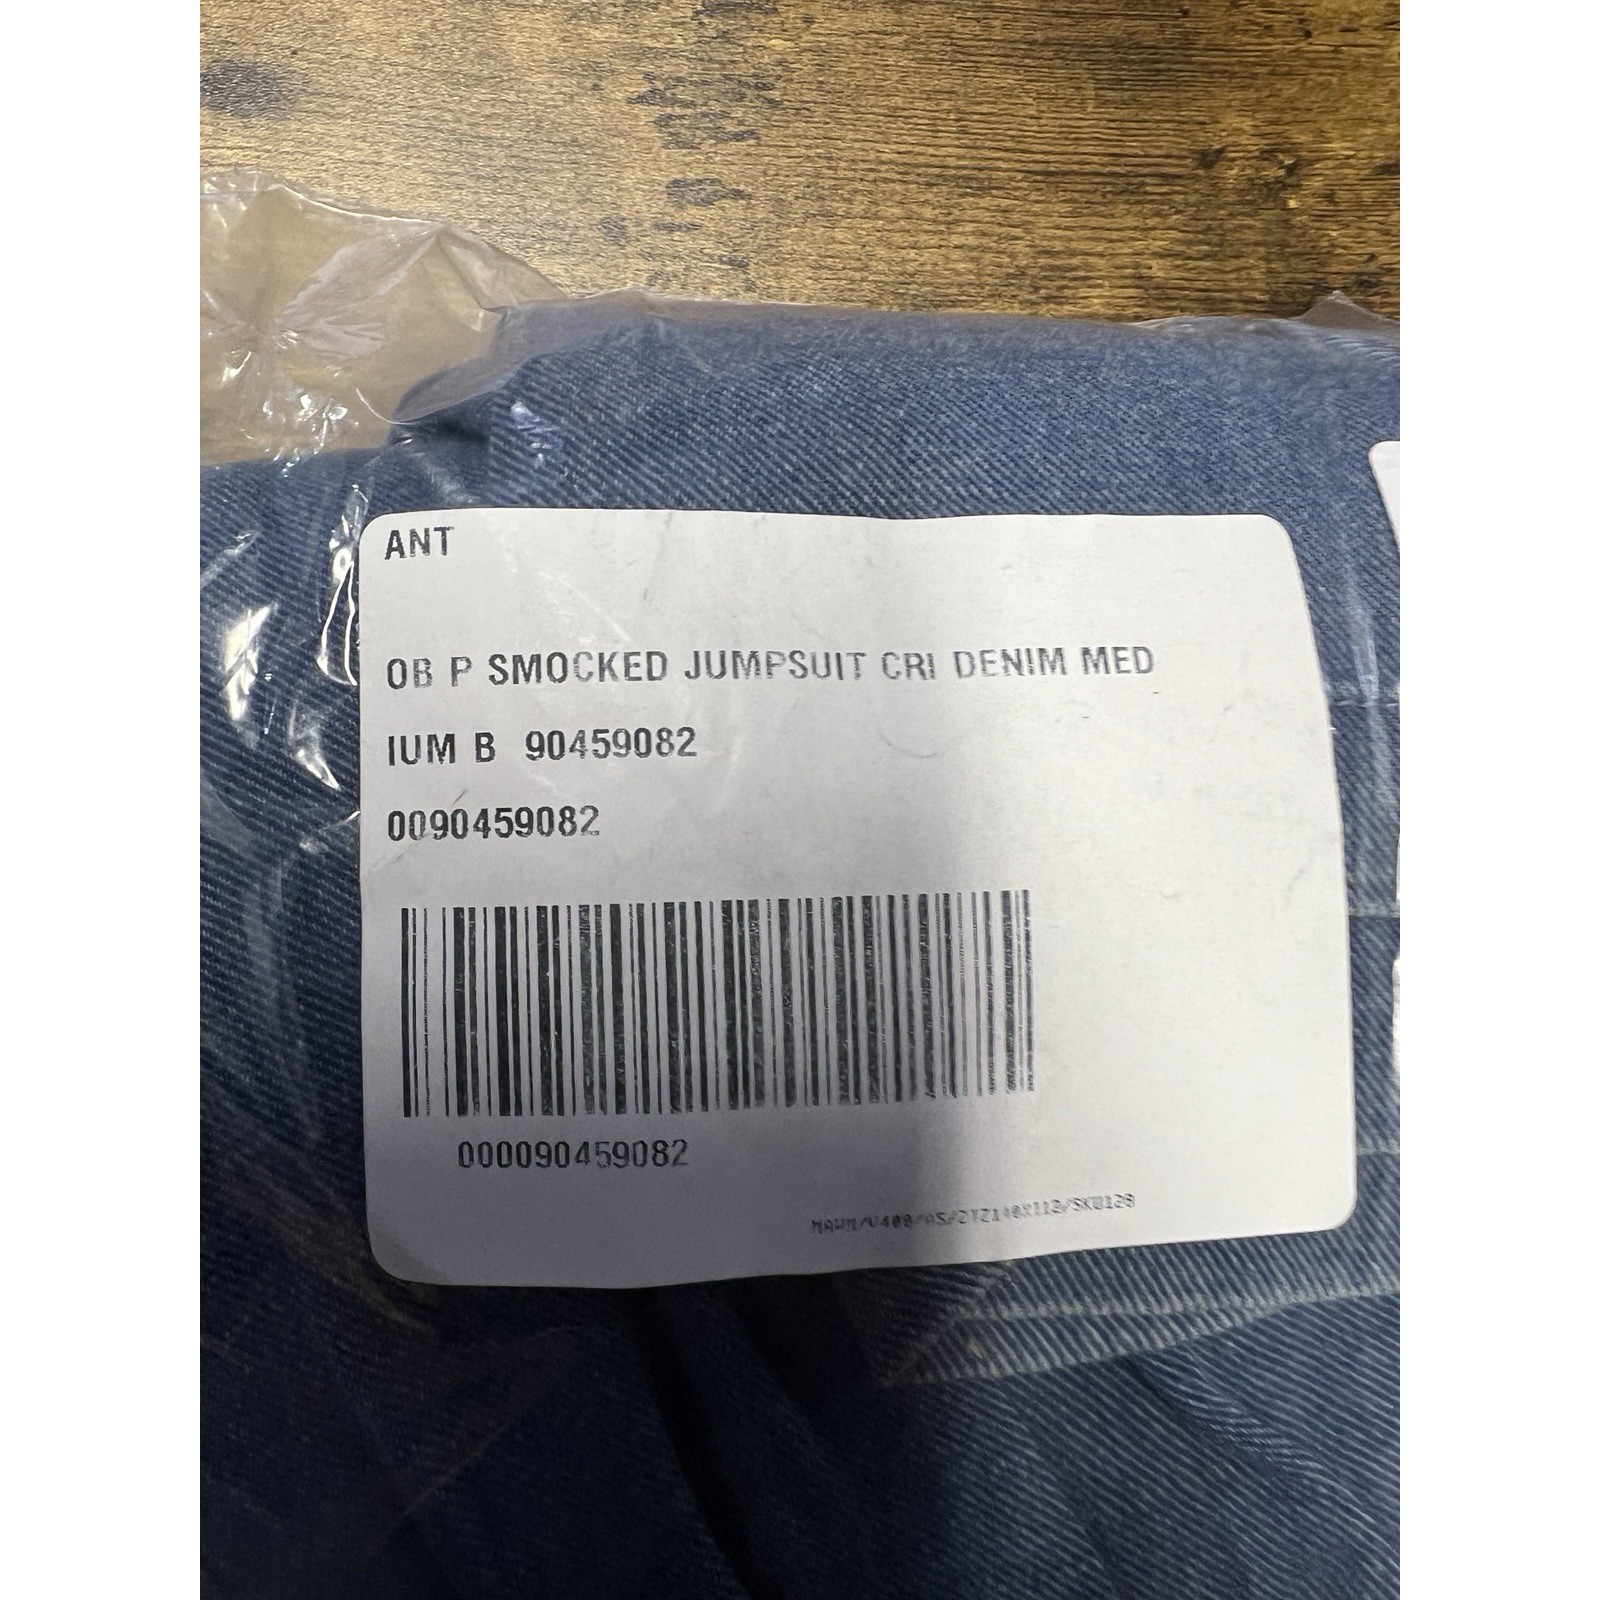 ANT
OB P SMOCKED JUMPSUIT CRI DENIM MED
IUM B 90459082
0090459082
000090459082